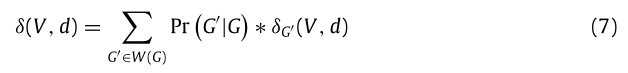 δ(V, d) = ∑_{G′∈W(G)} Pr (G′|G) ∗ δ_{G′}(V, d) (7)